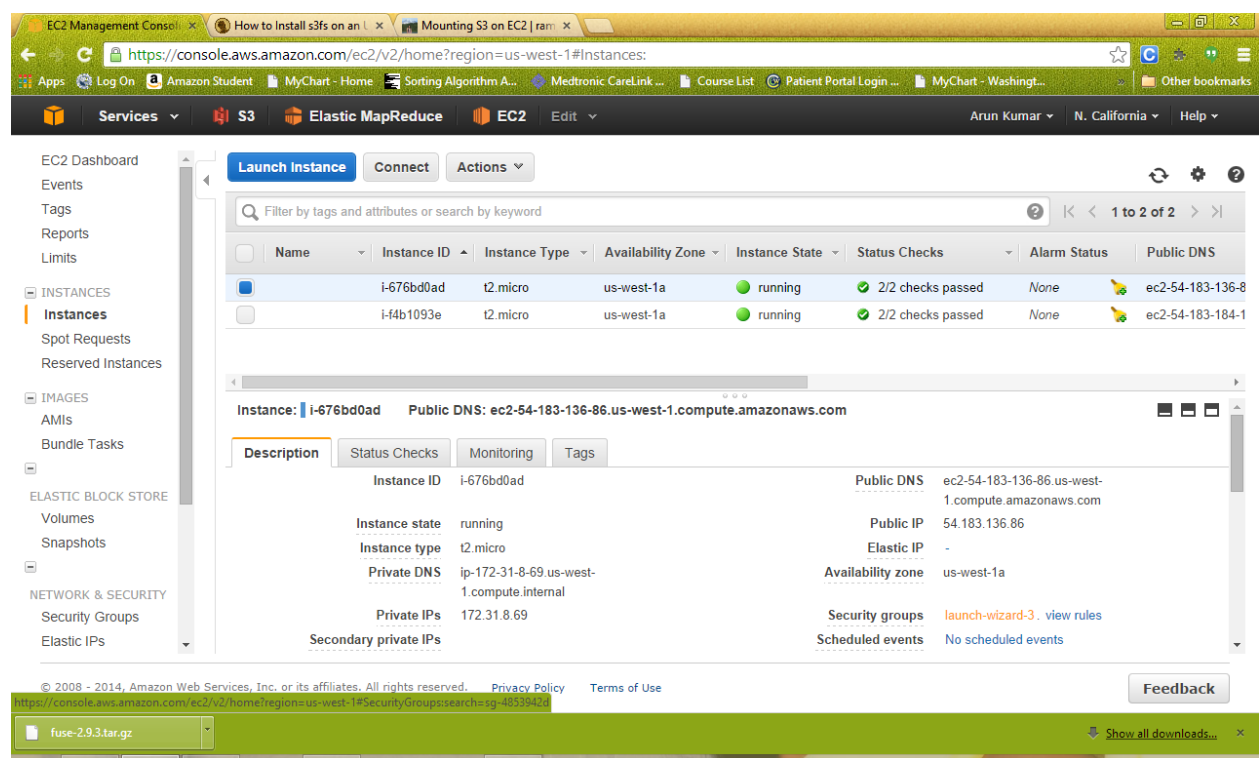 EC2 Management Consol
How to Install s3fs on an
Mounting S3 on EC2 | ram
https://console.aws.amazon.com/ec2/v2/home?region=us-west-1#Instances:
Apps Log On Amazon Student MyChart - Home Sorting Algorithm A... Medtronic CareLink ... Course List Patient Portal Login ... MyChart - Washingt... » Other bookmarks
Services S3 Elastic MapReduce EC2 Edit Arun Kumar N. California Help
EC2 Dashboard
Events
Tags
Reports
Limits
INSTANCES
Instances
Spot Requests
Reserved Instances
IMAGES
AMIs
Bundle Tasks
ELASTIC BLOCK STORE
Volumes
Snapshots
NETWORK & SECURITY
Security Groups
Elastic IPs
Launch Instance Connect Actions
Filter by tags and attributes or search by keyword 1 to 2 of 2
Name Instance ID Instance Type Availability Zone Instance State Status Checks Alarm Status Public DNS
i-676bd0ad t2.micro us-west-1a running 2/2 checks passed None ec2-54-183-136-8
i-f4b1093e t2.micro us-west-1a running 2/2 checks passed None ec2-54-183-184-1
Instance: i-676bd0ad Public DNS: ec2-54-183-136-86.us-west-1.compute.amazonaws.com
Description Status Checks Monitoring Tags
Instance ID i-676bd0ad Public DNS ec2-54-183-136-86.us-west-
1.compute.amazonaws.com
Instance state running Public IP 54.183.136.86
Instance type t2.micro Elastic IP -
Private DNS ip-172-31-8-69.us-west- Availability zone us-west-1a
1.compute.internal
Private IPs 172.31.8.69 Security groups launch-wizard-3. view rules
Secondary private IPs Scheduled events No scheduled events
© 2008 - 2014, Amazon Web Services, Inc. or its affiliates. All rights reserved. Privacy Policy Terms of Use Feedback
https://console.aws.amazon.com/ec2/v2/home?region=us-west-1#SecurityGroups:search=sg-4853942d
fuse-2.9.3.tar.gz Show all downloads...